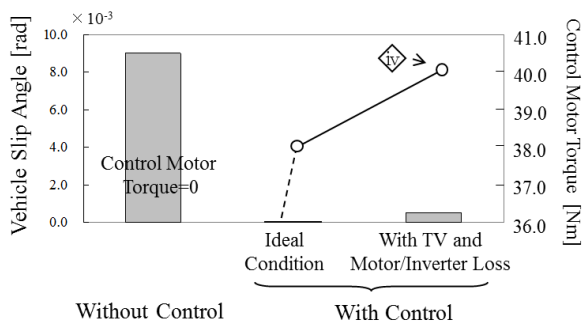 × 10⁻³
Vehicle Slip Angle [rad]
10.0
8.0
6.0
4.0
2.0
0.0
Control Motor
Torque=0
iv
41.0
40.0
39.0
38.0
37.0
36.0
Control Motor
Torque [Nm]
Ideal
Condition
With TV and
Motor/Inverter Loss
Without Control
With Control